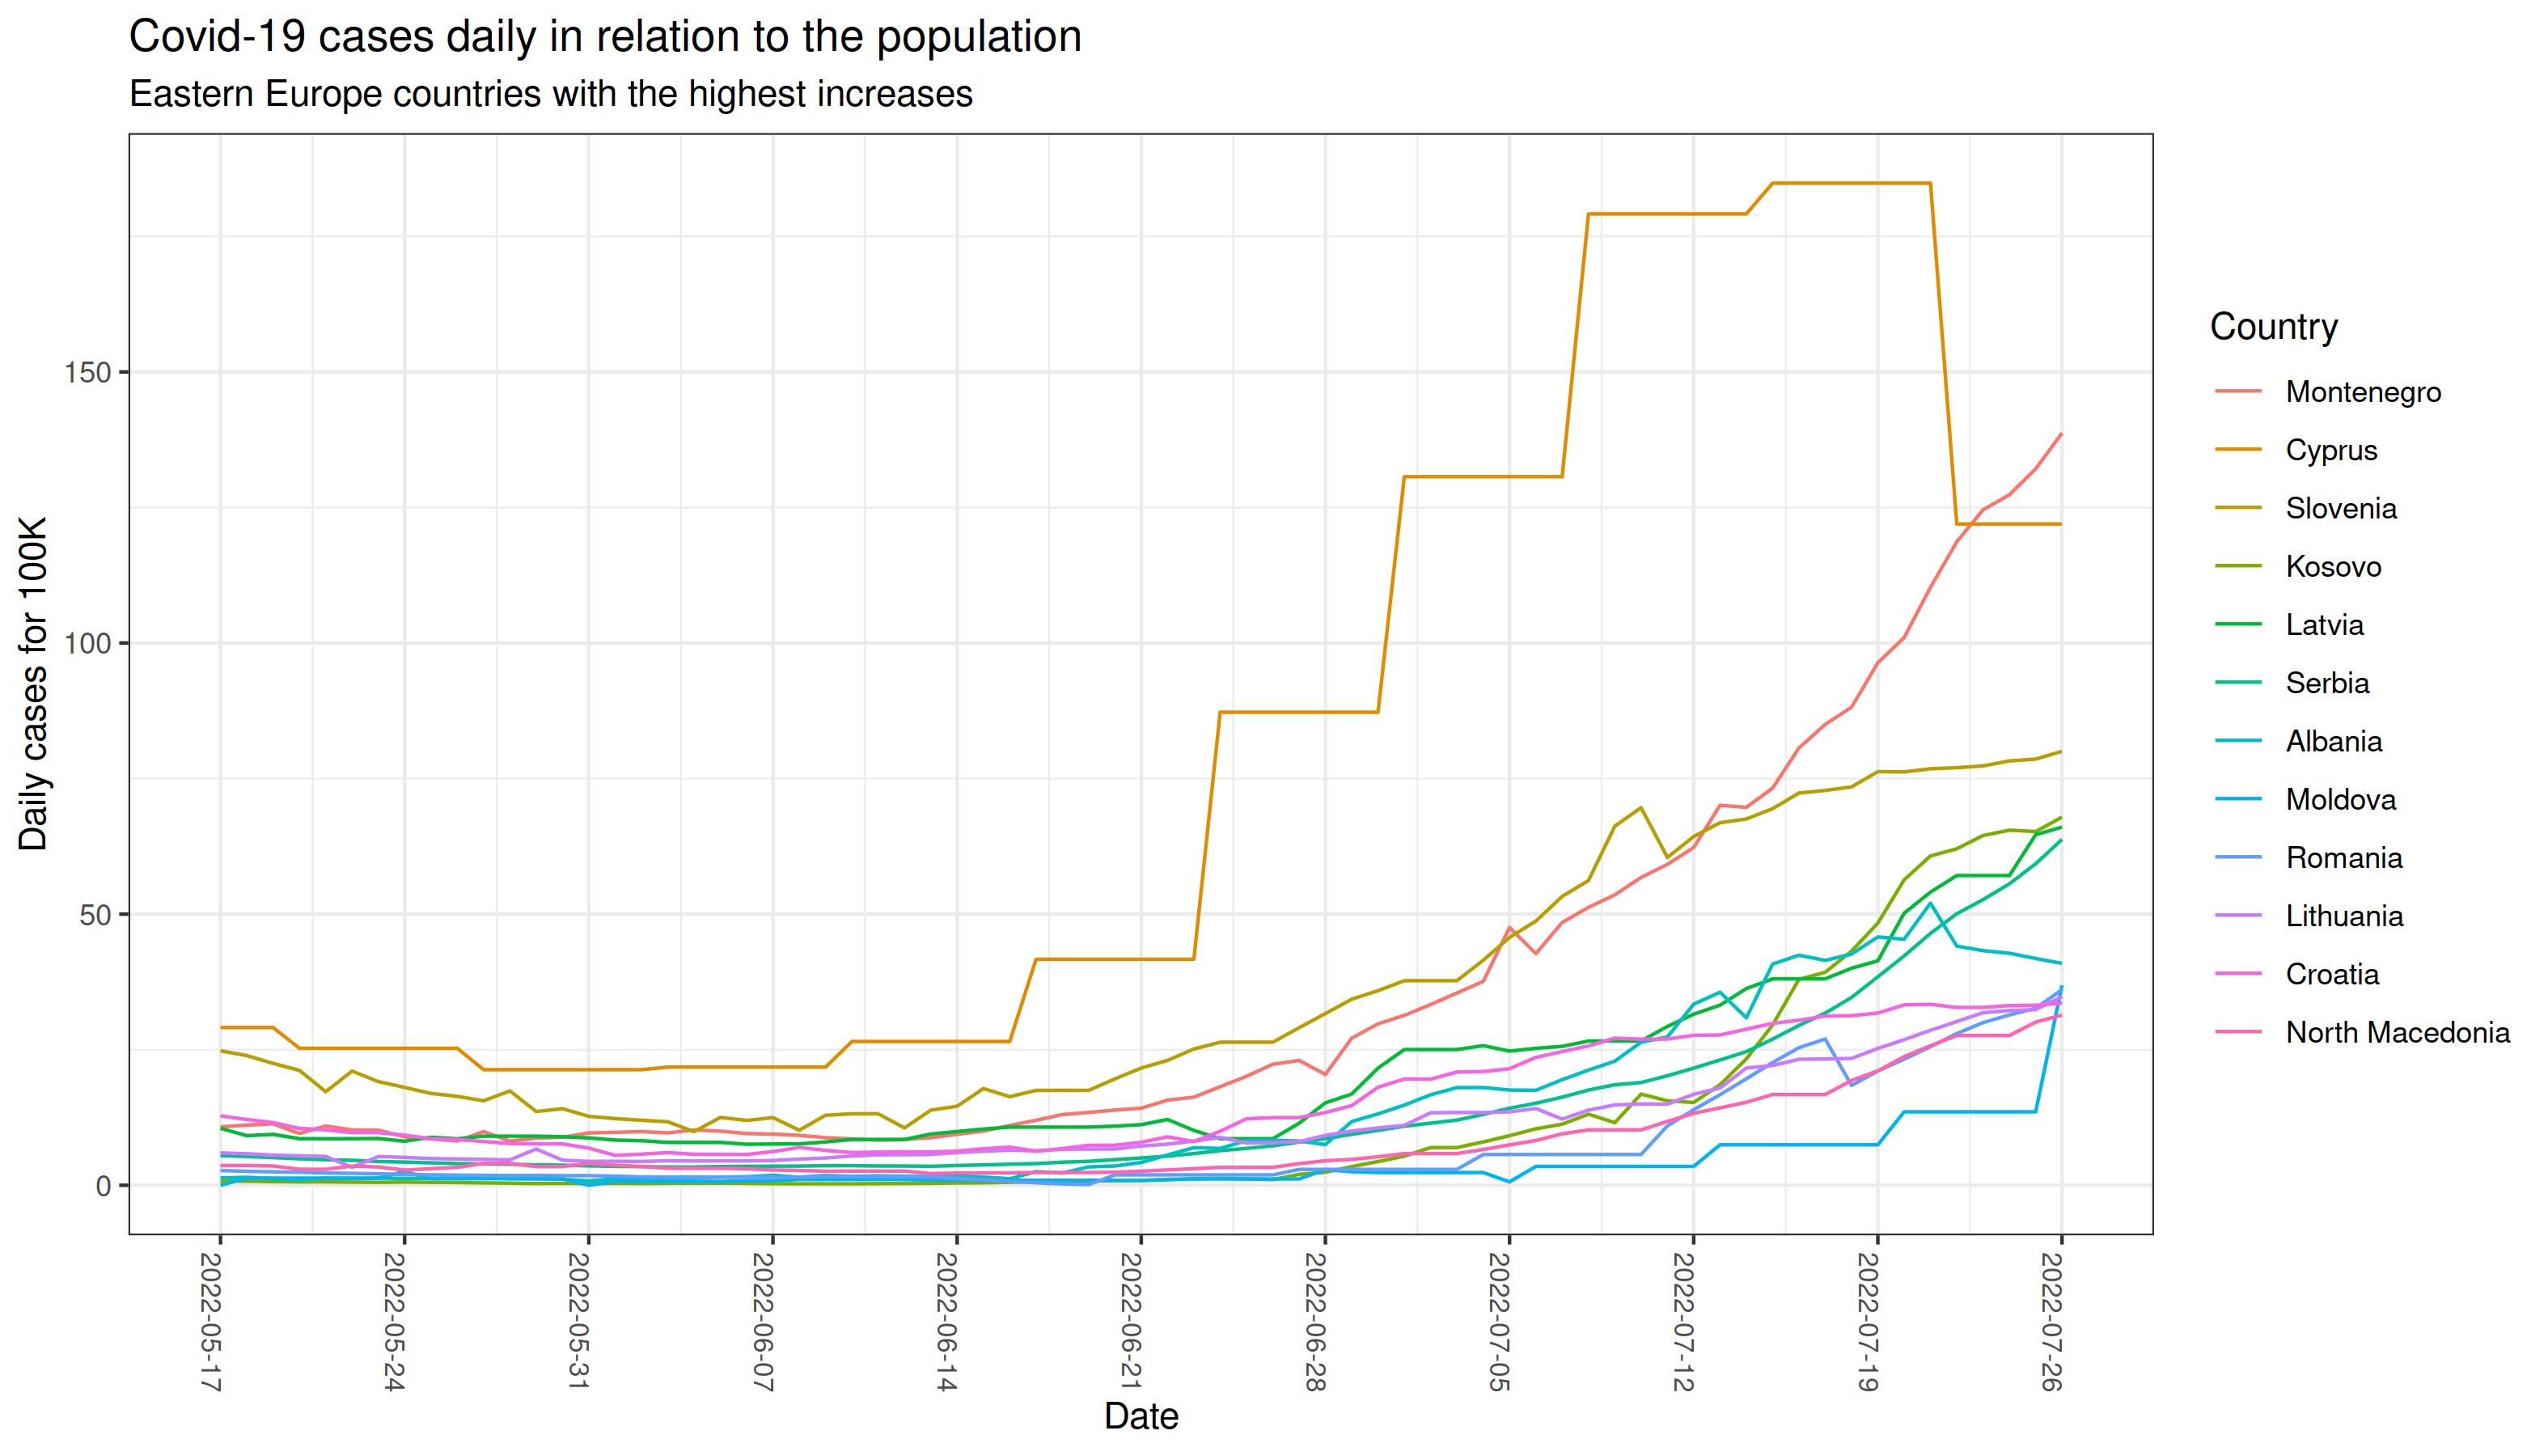 Covid-19 cases daily in relation to the population
Eastern Europe countries with the highest increases
Daily cases for 100K
150
100
50
0
2022-05-17
2022-05-24
2022-05-31
2022-06-07
2022-06-14
2022-06-21
2022-06-28
2022-07-05
2022-07-12
2022-07-19
2022-07-26
Date
Country
Montenegro
Cyprus
Slovenia
Kosovo
Latvia
Serbia
Albania
Moldova
Romania
Lithuania
Croatia
North Macedonia